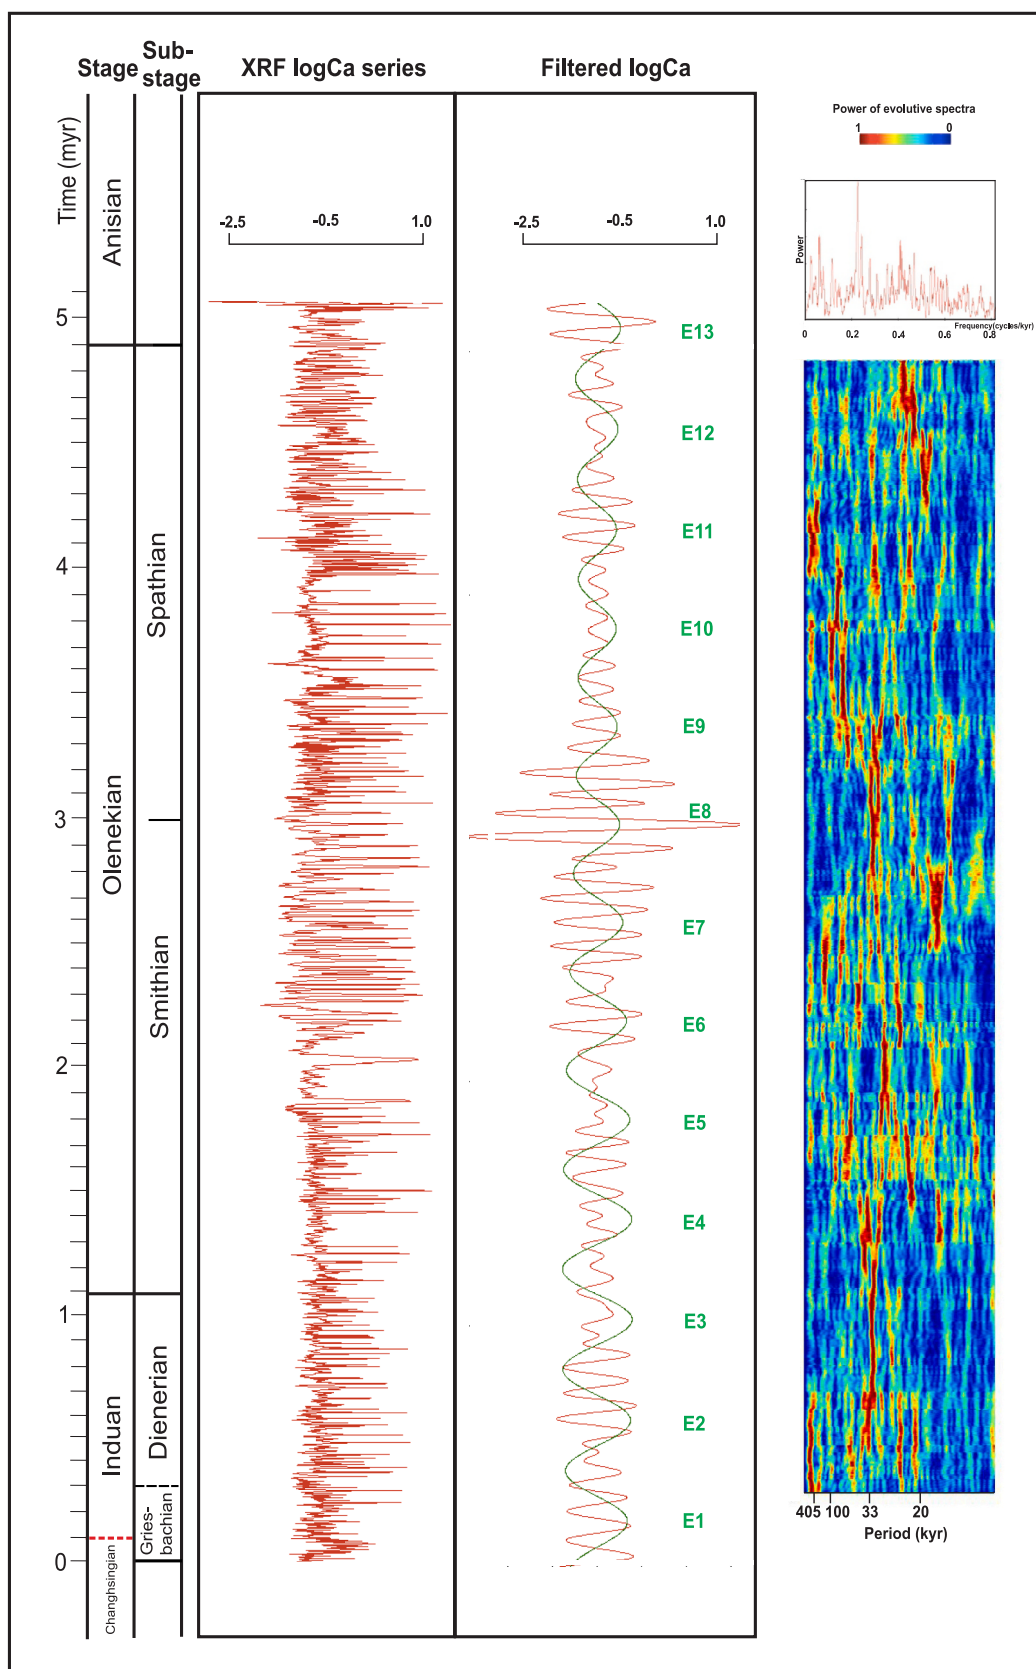 Stage
Sub-
stage
XRF logCa series
Filtered logCa
Power of evolutive spectra
1
0
Time (myr)
Anisian
-2.5
-0.5
1.0
-2.5
-0.5
1.0
Power
Frequency(cycles/kyr)
0
0.2
0.4
0.6
0.8
5
E13
E12
E11
4
Spathian
E10
E9
Olenekian
3
E8
E7
Smithian
E6
2
E5
E4
1
E3
Induan
Dienerian
E2
Gries-
bachian
E1
0
Changhsingian
405
100
33
20
Period (kyr)